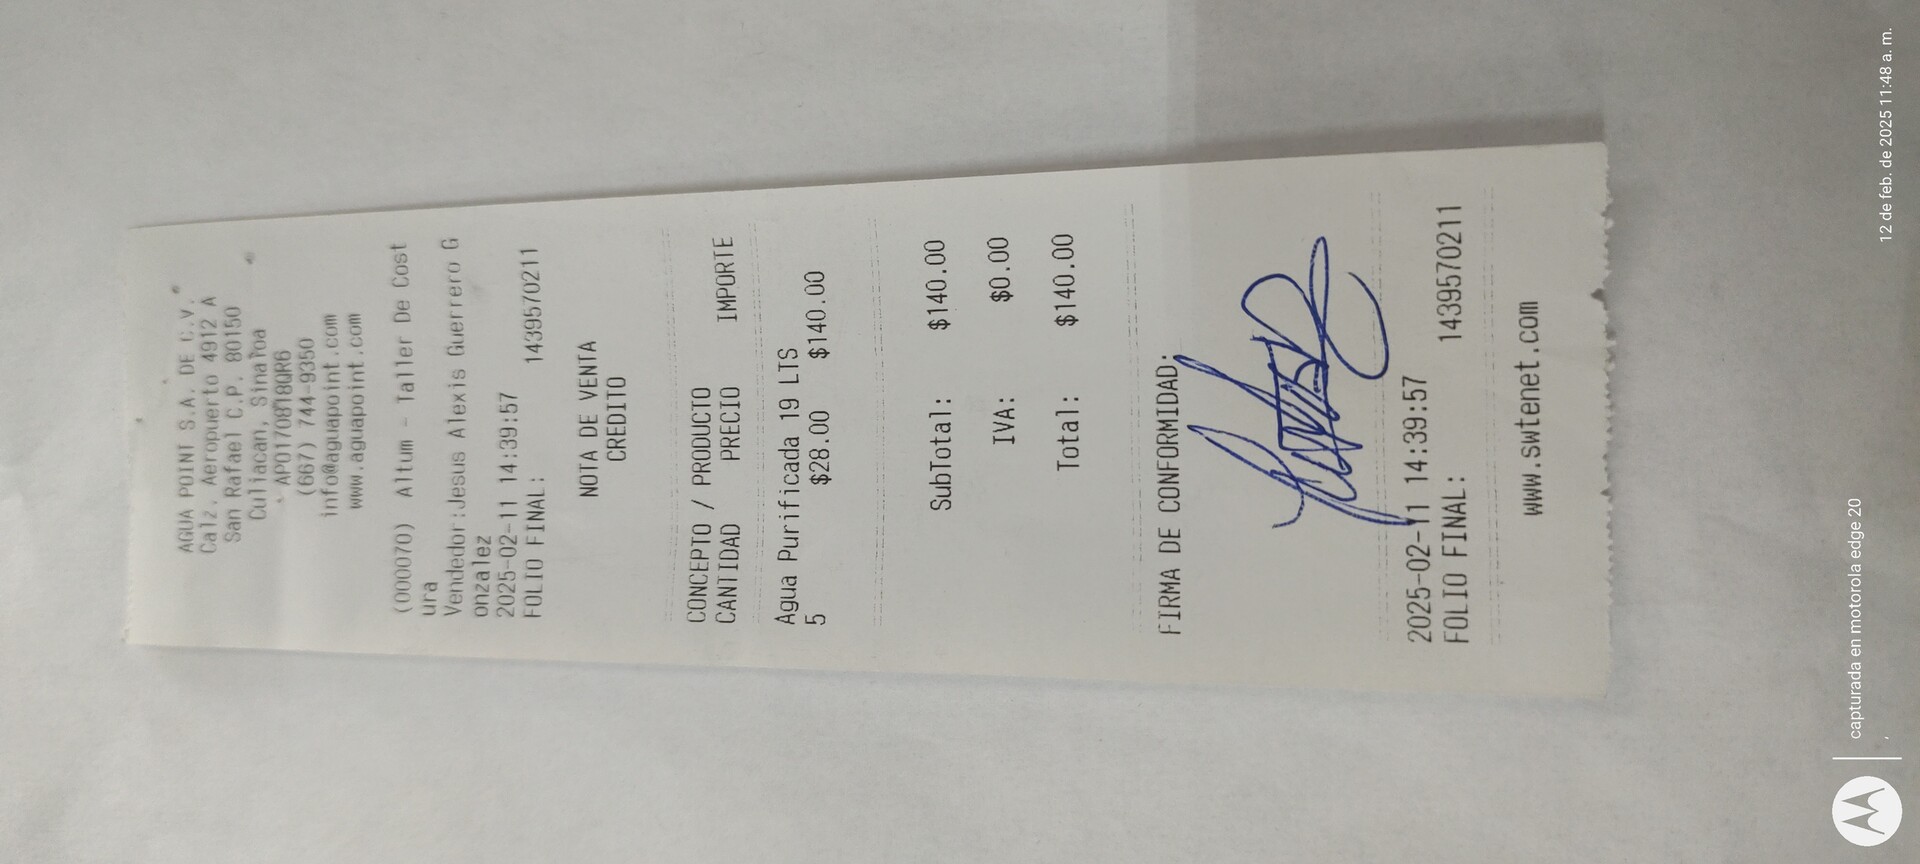 AGUA POINT S.A. DE C.V.
Calz. Aeropuerto 4912 A
San Rafael C.P. 80150
Culiacan, Sinaloa
APO170818QR6
(667) 744-9350
info@aguapoint.com
www.aguapoint.com
(000070) Altum - Taller De Cost
ura
Vendedor:Jesus Alexis Guerrero G
onzalez
2025-02-11 14:39:57
FOLIO FINAL: 1439570211
NOTA DE VENTA
CREDITO
CONCEPTO / PRODUCTO
CANTIDAD PRECIO IMPORTE
Agua Purificada 19 LTS
5 $28.00 $140.00
SubTotal: $140.00
IVA: $0.00
Total: $140.00
FIRMA DE CONFORMIDAD:
2025-02-11 14:39:57
FOLIO FINAL: 1439570211
www.swtenet.com
capturada en motorola edge 20
12 de feb. de 2025 11:48 a. m.